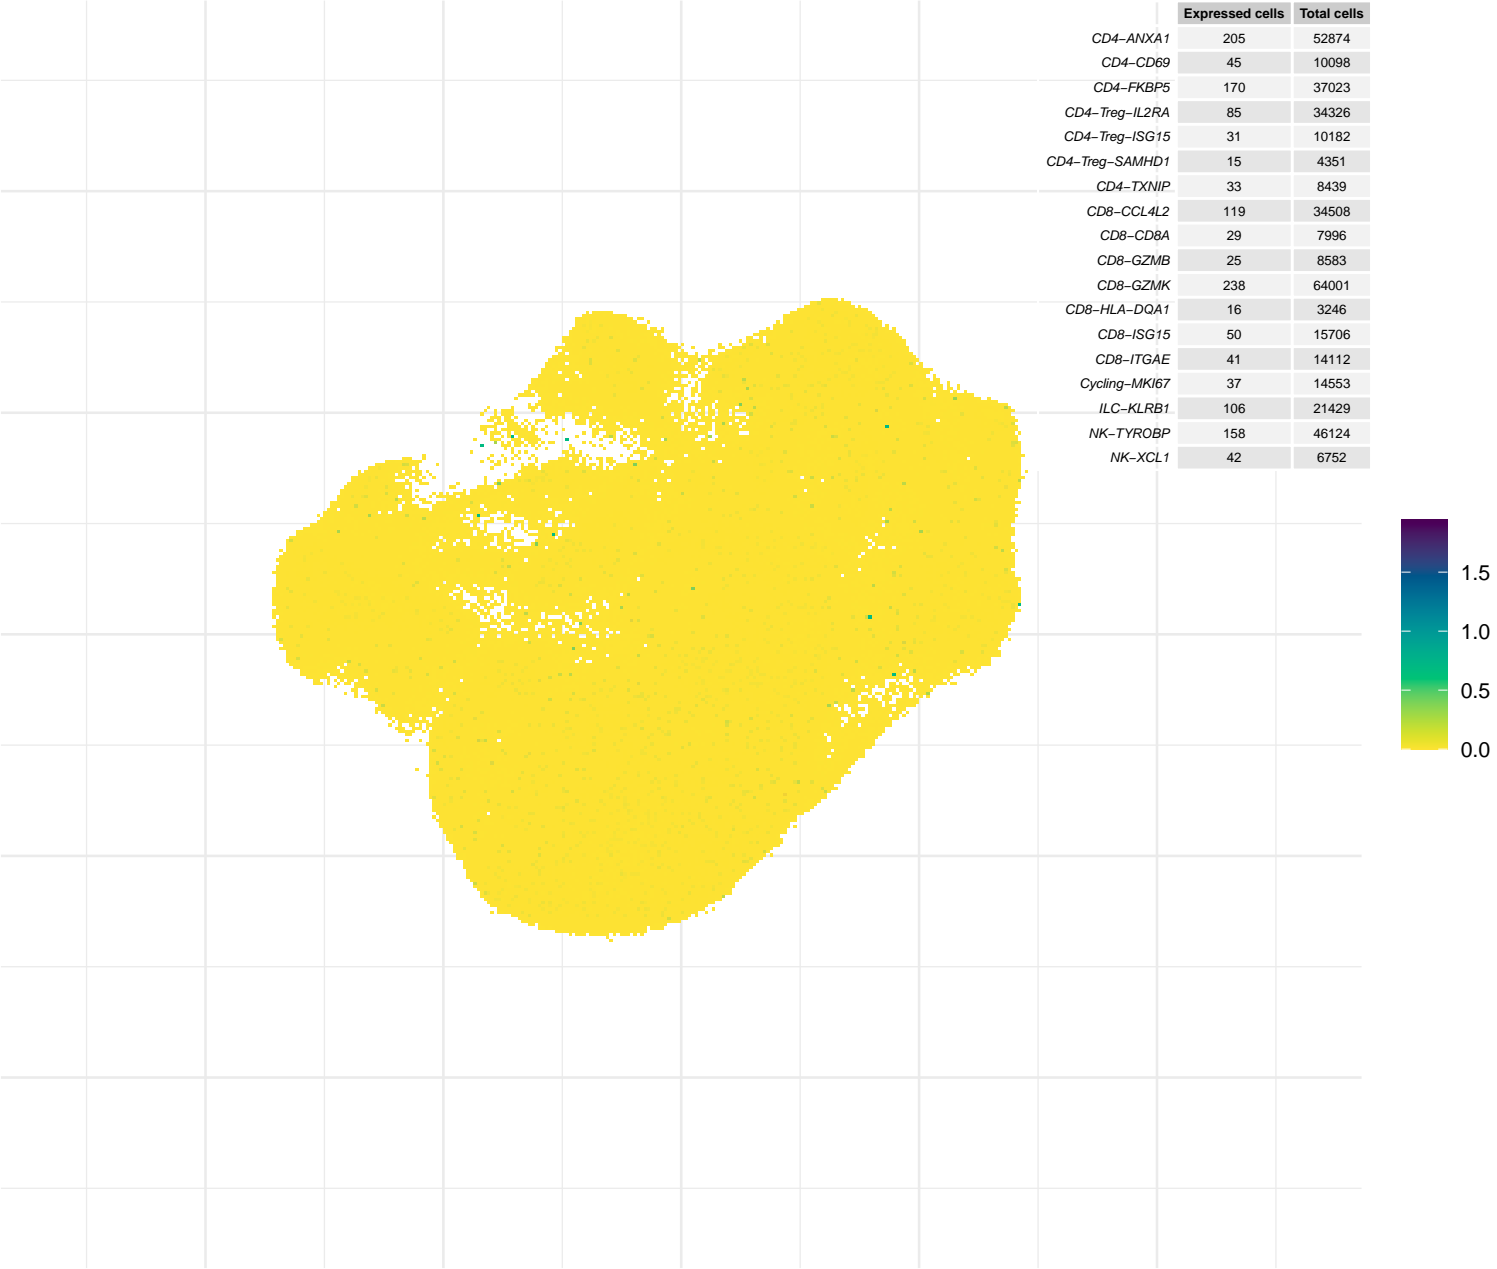 Expressed cells Total cells
CD4−ANXA1 205 52874
CD4−CD69 45 10098
CD4−FKBP5 170 37023
CD4−Treg−IL2RA 85 34326
CD4−Treg−ISG15 31 10182
CD4−Treg−SAMHD1 15 4351
CD4−TXNIP 33 8439
CD8−CCL4L2 119 34508
CD8−CD8A 29 7996
CD8−GZMB 25 8583
CD8−GZMK 238 64001
CD8−HLA−DQA1 16 3246
CD8−ISG15 50 15706
CD8−ITGAE 41 14112
Cycling−MKI67 37 14553
ILC−KLRB1 106 21429
NK−TYROBP 158 46124
NK−XCL1 42 6752
1.5
1.0
0.5
0.0